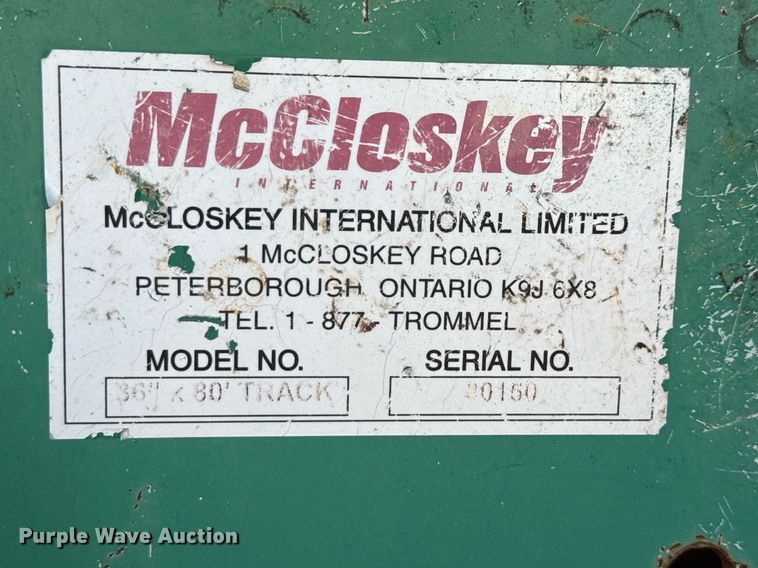 McCloskey
INTERNATIONAL
McCLOSKEY INTERNATIONAL LIMITED
1 McCLOSKEY ROAD
PETERBOROUGH, ONTARIO K9J 6X8
TEL. 1 - 877 - TROMMEL
MODEL NO. SERIAL NO.
36" x 80' TRACK 80150
Purple Wave Auction